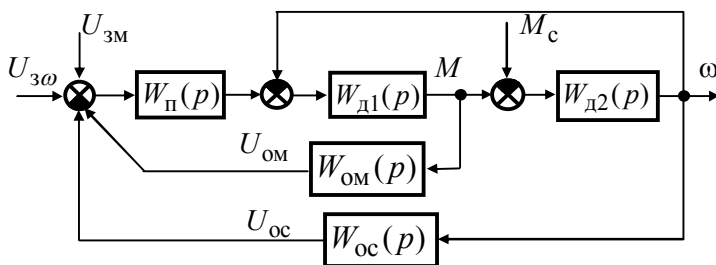 U_зм
U_зω
W_п(p)
W_д1(p)
M
M_с
W_д2(p)
ω
U_ом
W_ом(p)
U_ос
W_ос(p)